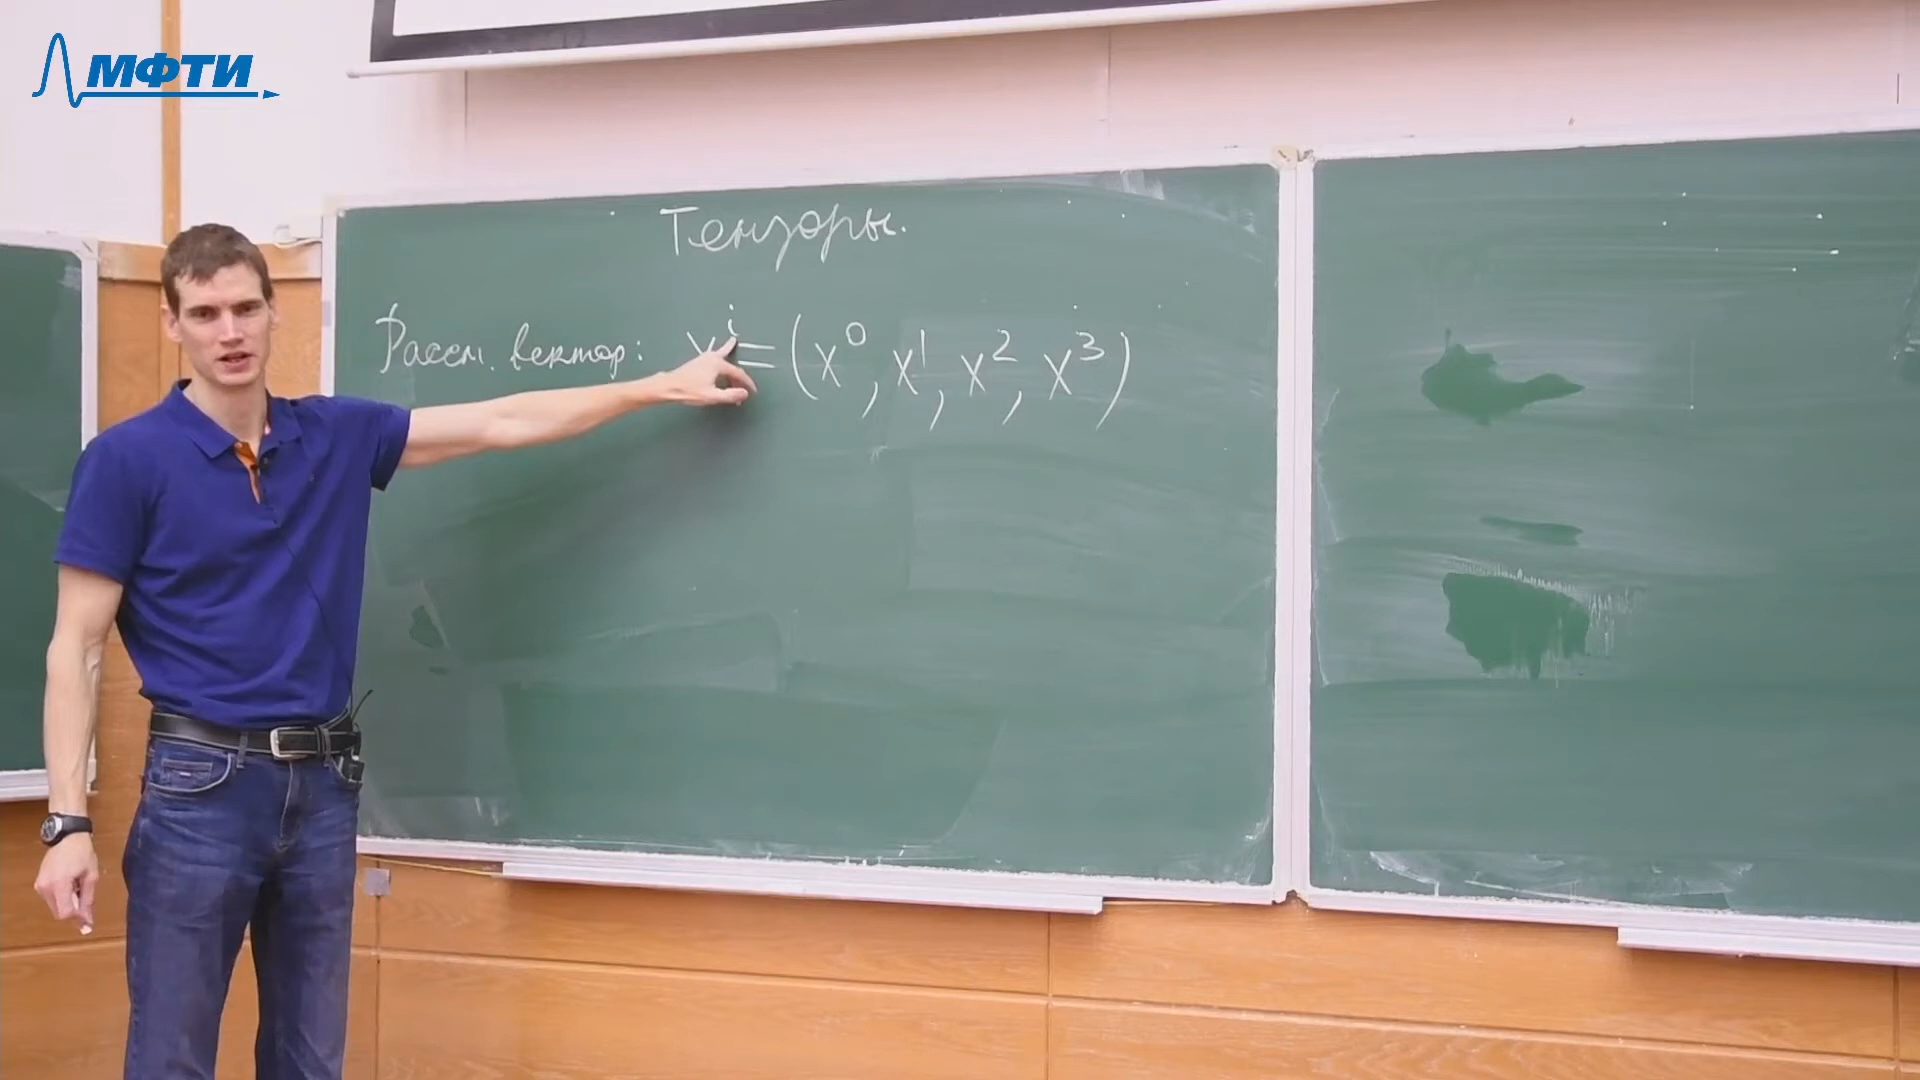 МФТИ
Тензоры.
Рассм. вектор: x^i = (x^0, x^1, x^2, x^3)